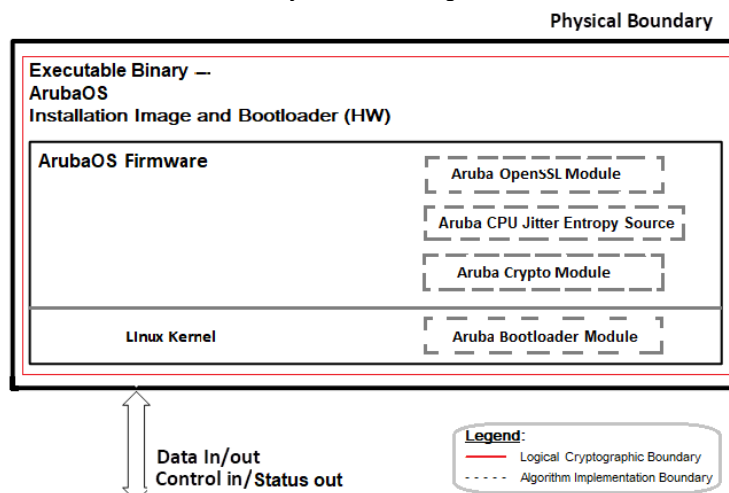 Physical Boundary
Executable Binary –-
ArubaOS
Installation Image and Bootloader (HW)
ArubaOS Firmware
Aruba OpenSSL Module
Aruba CPU Jitter Entropy Source
Aruba Crypto Module
Linux Kernel
Aruba Bootloader Module
Data In/out
Control in/Status out
Legend:
Logical Cryptographic Boundary
Algorithm Implementation Boundary